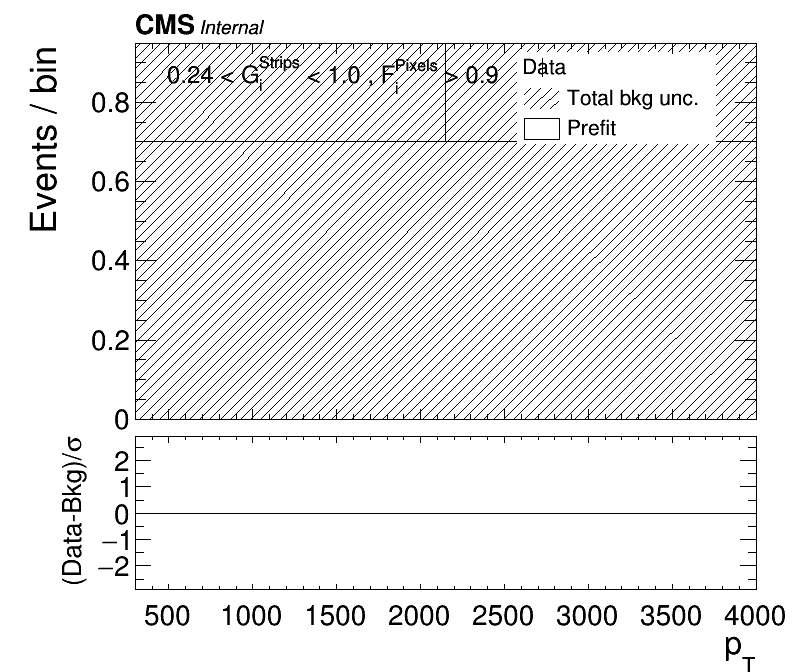 CMS Internal
Events / bin
0.24 < G_i^Strips < 1.0 , F_i^Pixels > 0.9
Data
Total bkg unc.
Prefit
0.8
0.6
0.4
0.2
0
(Data-Bkg)/σ
2
1
0
−1
−2
500 1000 1500 2000 2500 3000 3500 4000
p_T